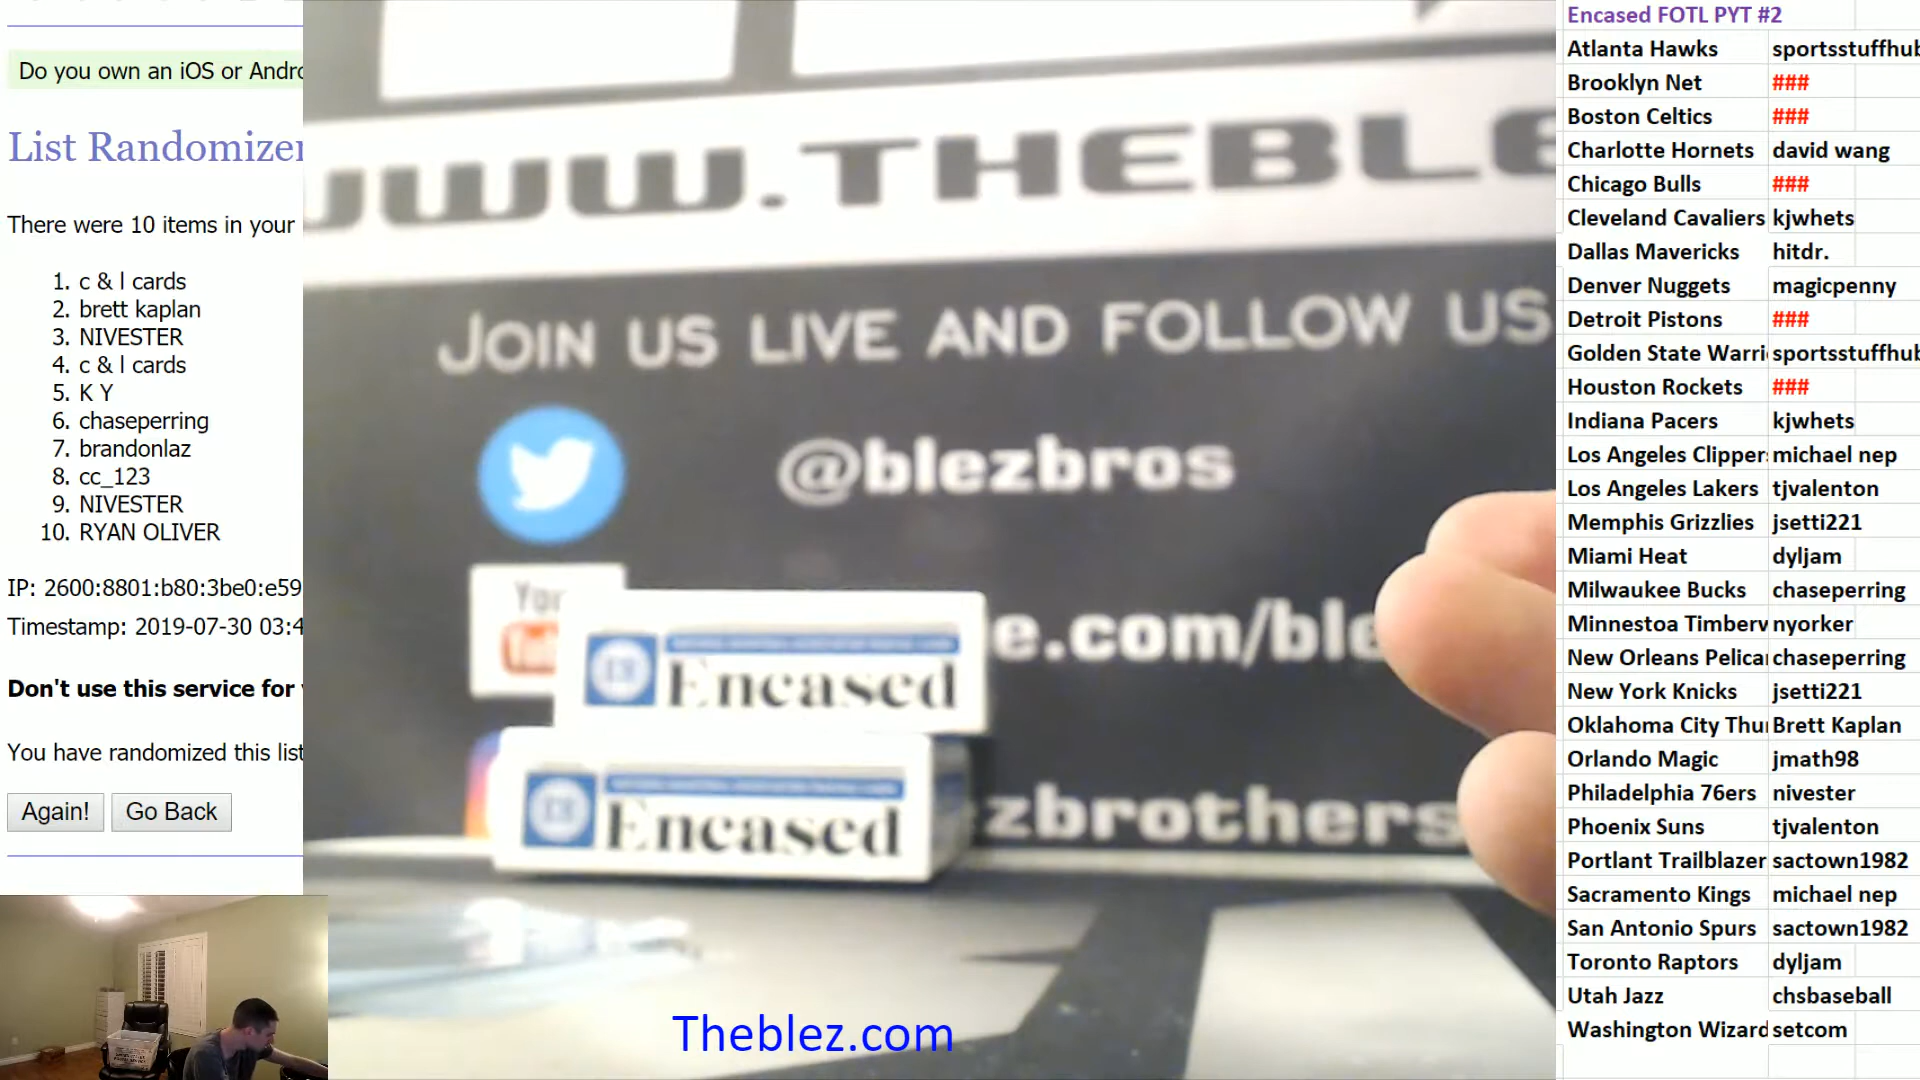 Do you own an iOS or Andro
List Randomizer
There were 10 items in your
1. c & l cards
2. brett kaplan
3. NIVESTER
4. c & l cards
5. K Y
6. chaseperring
7. brandonlaz
8. cc_123
9. NIVESTER
10. RYAN OLIVER
IP: 2600:8801:b80:3be0:e59
Timestamp: 2019-07-30 03:4
Don't use this service for
You have randomized this list
Again! Go Back
WWW.THEBLE
JOIN US LIVE AND FOLLOW US
@blezbros
You
e.com/ble
Encased
zbrothers
Encased
Theblez.com
Encased FOTL PYT #2
Atlanta Hawks sportsstuffhub
Brooklyn Net ###
Boston Celtics ###
Charlotte Hornets david wang
Chicago Bulls ###
Cleveland Cavaliers kjwhets
Dallas Mavericks hitdr.
Denver Nuggets magicpenny
Detroit Pistons ###
Golden State Warri sportsstuffhub
Houston Rockets ###
Indiana Pacers kjwhets
Los Angeles Clippers michael nep
Los Angeles Lakers tjvalenton
Memphis Grizzlies jsetti221
Miami Heat dyljam
Milwaukee Bucks chaseperring
Minnestoa Timberw nyorker
New Orleans Pelica chaseperring
New York Knicks jsetti221
Oklahoma City Thu Brett Kaplan
Orlando Magic jmath98
Philadelphia 76ers nivester
Phoenix Suns tjvalenton
Portlant Trailblazer sactown1982
Sacramento Kings michael nep
San Antonio Spurs sactown1982
Toronto Raptors dyljam
Utah Jazz chsbaseball
Washington Wizard setcom